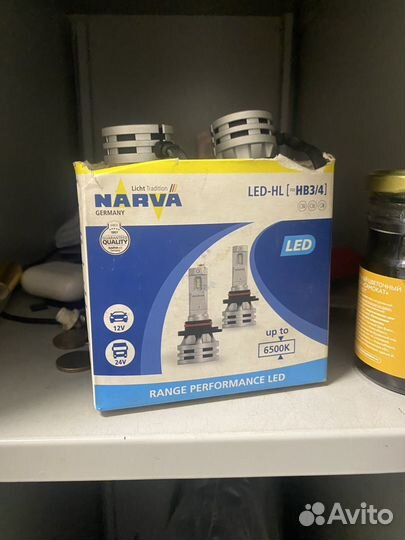 Licht Tradition
NARVA
GERMANY
LED-HL [~HB3/4]
GUARANTEED
QUALITY
LED
12V
24V
up to
6500K
RANGE PERFORMANCE LED
ЦВЕТОЧНЫЙ
Avito